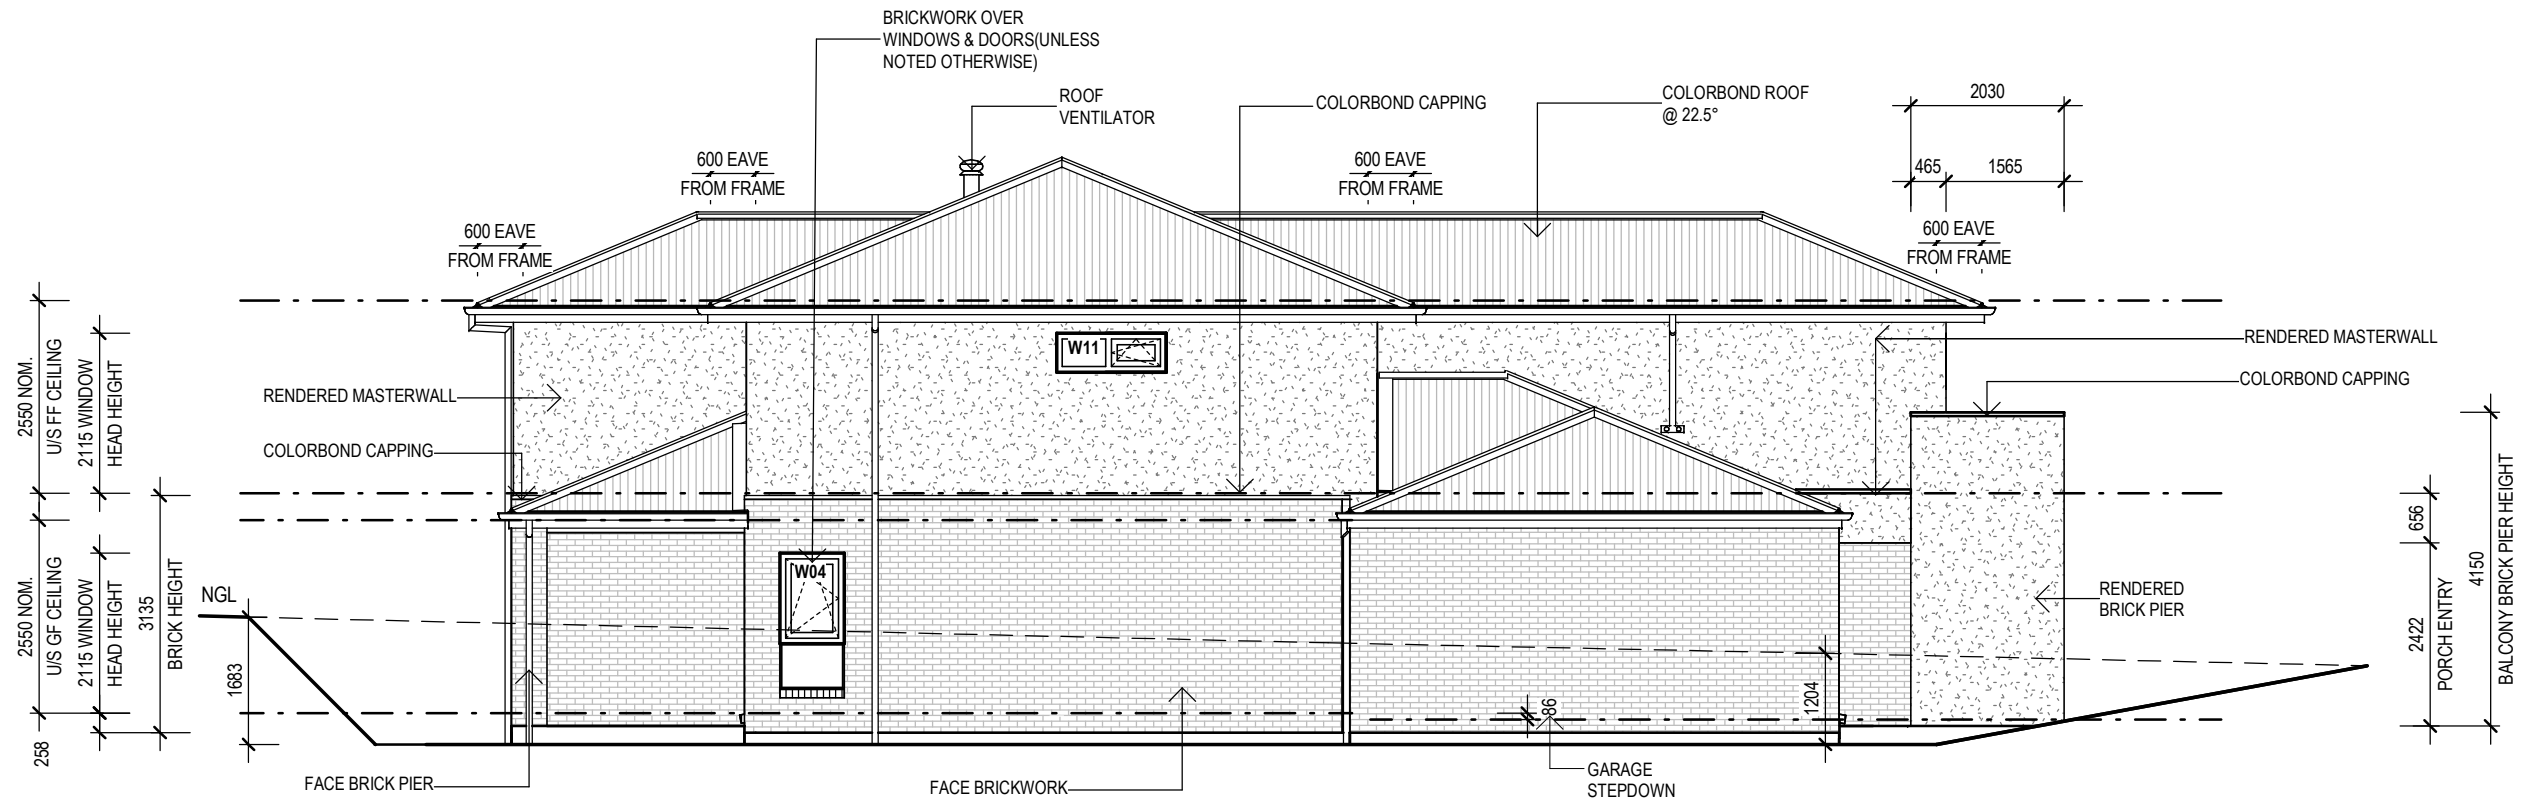 BRICKWORK OVER
WINDOWS & DOORS(UNLESS
NOTED OTHERWISE)
ROOF
VENTILATOR
COLORBOND CAPPING
COLORBOND ROOF
@ 22.5°
2030
465
1565
600 EAVE
FROM FRAME
600 EAVE
FROM FRAME
600 EAVE
FROM FRAME
600 EAVE
FROM FRAME
2550 NOM.
U/S FF CEILING
2115 WINDOW
HEAD HEIGHT
W11
RENDERED MASTERWALL
RENDERED MASTERWALL
COLORBOND CAPPING
COLORBOND CAPPING
2550 NOM.
U/S GF CEILING
2115 WINDOW
HEAD HEIGHT
3135
BRICK HEIGHT
NGL
1683
258
W04
RENDERED
BRICK PIER
656
2422
PORCH ENTRY
4150
BALCONY BRICK PIER HEIGHT
86
1204
FACE BRICK PIER
FACE BRICKWORK
GARAGE
STEPDOWN